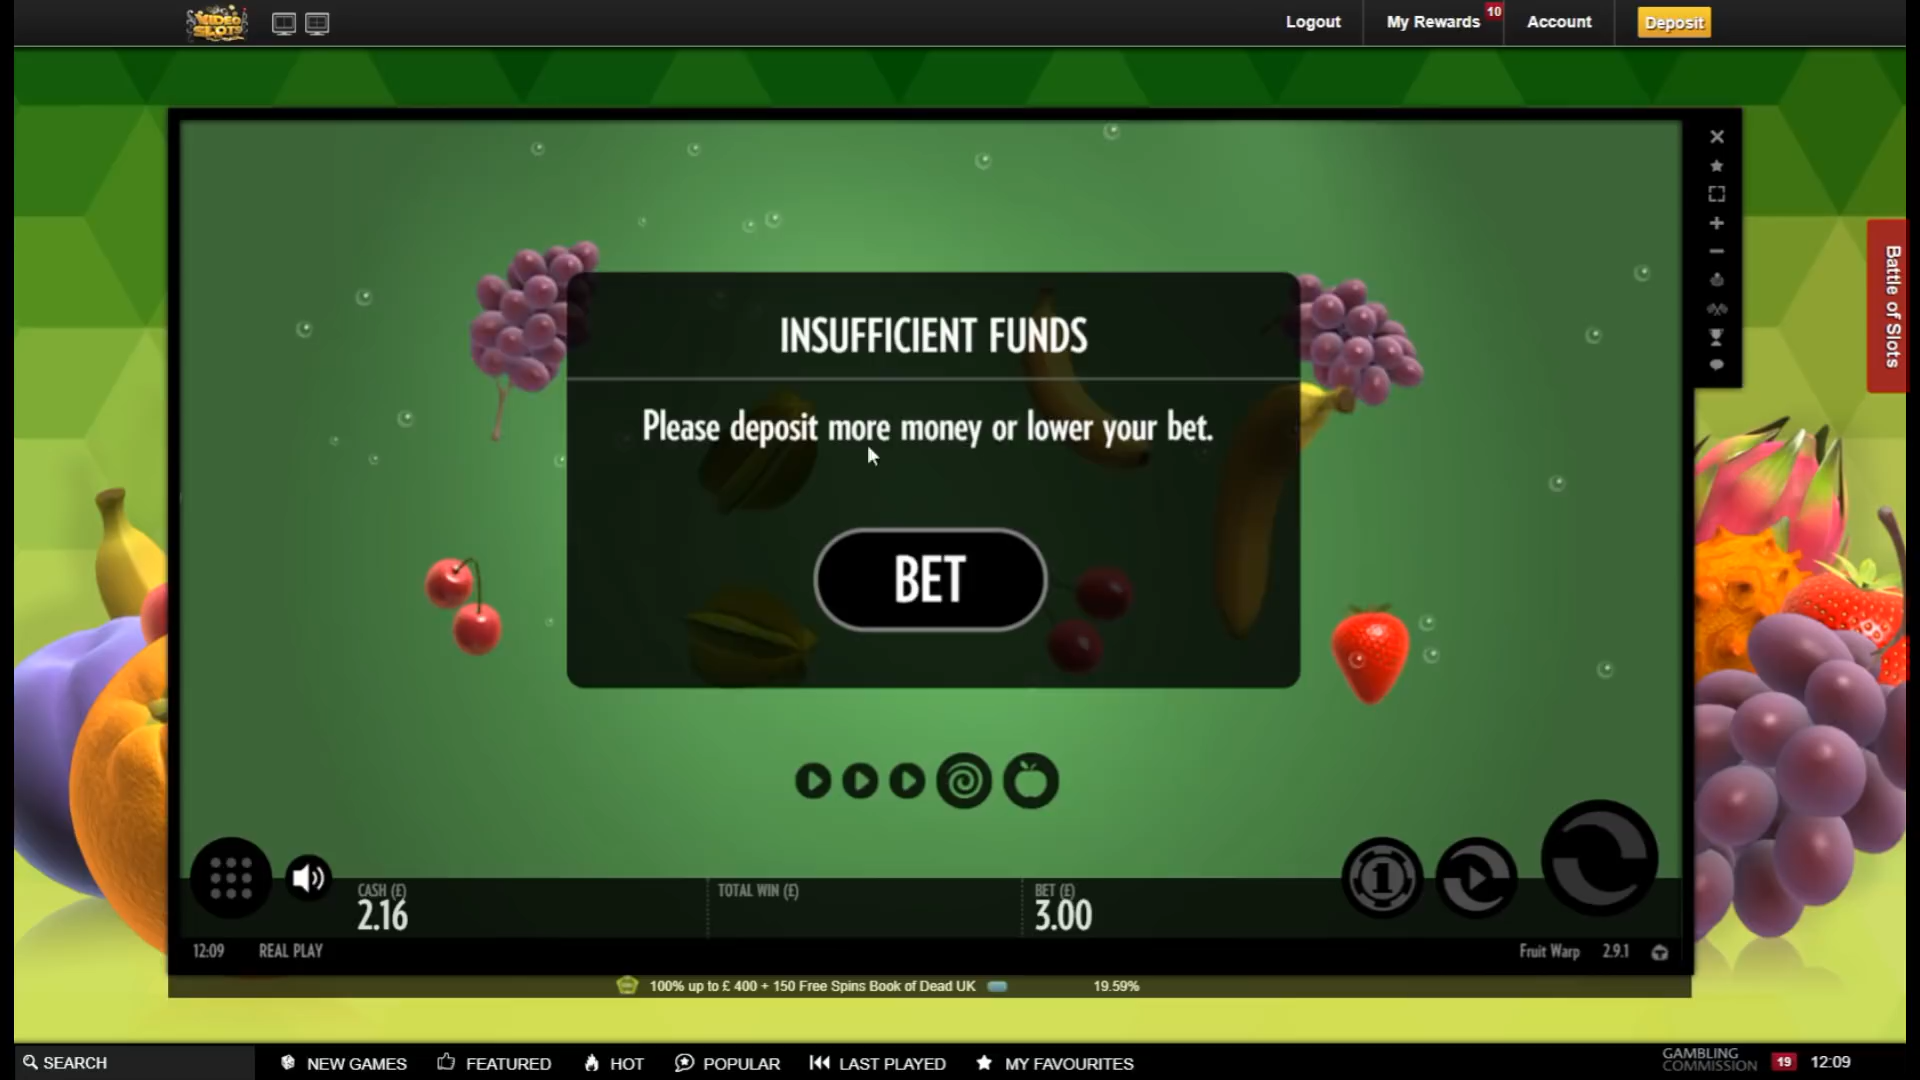 VIDEO
SLOTS
Logout
My Rewards
10
Account
Deposit
Battle of Slots
INSUFFICIENT FUNDS
Please deposit more money or lower your bet.
BET
1
CASH (£)
2.16
TOTAL WIN (£)
BET (£)
3.00
12:09
REAL PLAY
Fruit Warp
2.9.1
100% up to £ 400 + 150 Free Spins Book of Dead UK
19.59%
SEARCH
NEW GAMES
FEATURED
HOT
POPULAR
LAST PLAYED
MY FAVOURITES
GAMBLING
COMMISSION
19
12:09